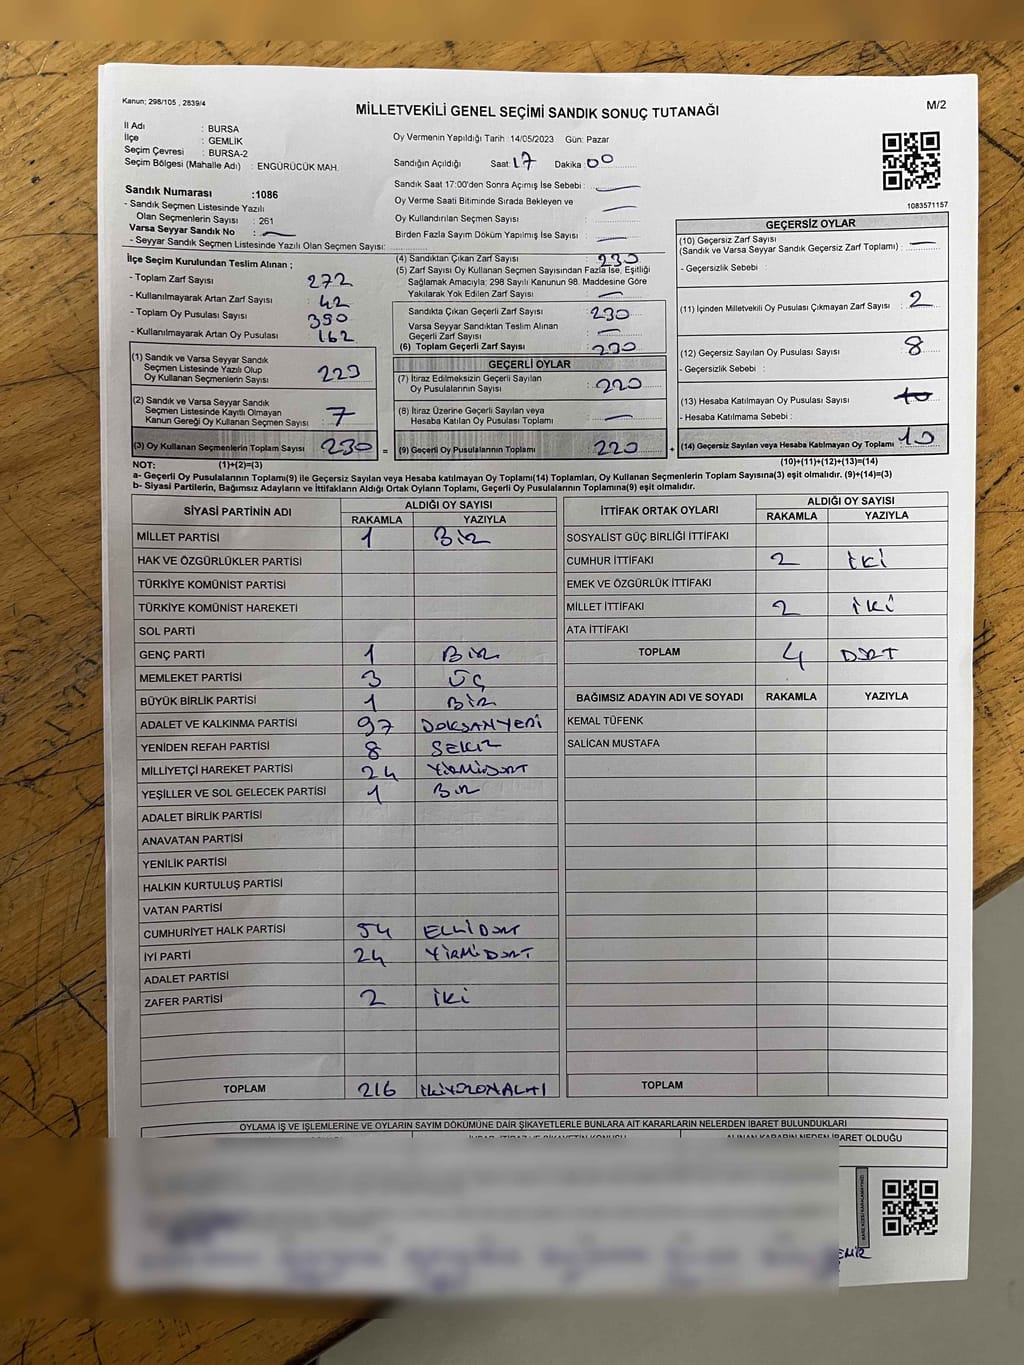 Kanun; 298/105 , 2839/4
MİLLETVEKİLİ GENEL SEÇİMİ SANDIK SONUÇ TUTANAĞI
M/2
İl Adı : BURSA
İlçe : GEMLİK
Seçim Çevresi : BURSA-2
Seçim Bölgesi (Mahalle Adı) : ENGÜRÜCÜK MAH.
Oy Vermenin Yapıldığı Tarih : 14/05/2023 Gün: Pazar
Sandığın Açıldığı Saat: 17 Dakika: 00
Sandık Saat 17:00'den Sonra Açımış İse Sebebi :
Oy Verme Saati Bitiminde Sırada Bekleyen ve
Oy Kullandırılan Seçmen Sayısı :
Birden Fazla Sayım Döküm Yapılmış İse Sayısı :
1083571157
Sandık Numarası :1086
- Sandık Seçmen Listesinde Yazılı
Olan Seçmenlerin Sayısı : 261
Varsa Seyyar Sandık No :
- Seyyar Sandık Seçmen Listesinde Yazılı Olan Seçmen Sayısı:
İlçe Seçim Kurulundan Teslim Alınan ;
- Toplam Zarf Sayısı 272
- Kullanılmayarak Artan Zarf Sayısı : 42
- Toplam Oy Pusulası Sayısı 390
- Kullanılmayarak Artan Oy Pusulası : 162
(1) Sandık ve Varsa Seyyar Sandık
Seçmen Listesinde Yazılı Olup
Oy Kullanan Seçmenlerin Sayısı : 223
(2) Sandık ve Varsa Seyyar Sandık
Seçmen Listesinde Kayıtlı Olmayan
Kanun Gereği Oy Kullanan Seçmen Sayısı : 7
(3) Oy Kullanan Seçmenlerin Toplam Sayısı : 230 =
(4) Sandıktan Çıkan Zarf Sayısı : 230
(5) Zarf Sayısı Oy Kullanan Seçmen Sayısından Fazla İse, Eşitliği
Sağlamak Amacıyla; 298 Sayılı Kanunun 98. Maddesine Göre
Yakılarak Yok Edilen Zarf Sayısı :
Sandıkta Çıkan Geçerli Zarf Sayısı : 230
Varsa Seyyar Sandıktan Teslim Alınan
Geçerli Zarf Sayısı :
(6) Toplam Geçerli Zarf Sayısı : 230
GEÇERLİ OYLAR
(7) İtiraz Edilmeksizin Geçerli Sayılan
Oy Pusulalarının Sayısı : 220
(8) İtiraz Üzerine Geçerli Sayılan veya
Hesaba Katılan Oy Pusulası Toplamı :
(9) Geçerli Oy Pusulalarının Toplamı : 220 +
GEÇERSİZ OYLAR
(10) Geçersiz Zarf Sayısı
(Sandık ve Varsa Seyyar Sandık Geçersiz Zarf Toplamı) :
- Geçersizlik Sebebi :
(11) İçinden Milletvekili Oy Pusulası Çıkmayan Zarf Sayısı : 2
(12) Geçersiz Sayılan Oy Pusulası Sayısı : 8
- Geçersizlik Sebebi :
(13) Hesaba Katılmayan Oy Pusulası Sayısı : 10
- Hesaba Katılmama Sebebi :
(14) Geçersiz Sayılan veya Hesaba Katılmayan Oy Toplamı : 10
NOT: (1)+(2)=(3) (10)+(11)+(12)+(13)=(14)
a- Geçerli Oy Pusulalarının Toplamı(9) ile Geçersiz Sayılan veya Hesaba katılmayan Oy Toplamı(14) Toplamları, Oy Kullanan Seçmenlerin Toplam Sayısına(3) eşit olmalıdır. (9)+(14)=(3)
b- Siyasi Partilerin, Bağımsız Adayların ve İttifakların Aldığı Ortak Oyların Toplamı, Geçerli Oy Pusulalarının Toplamına(9) eşit olmalıdır.
SİYASİ PARTİNİN ADI ALDIĞI OY SAYISI
RAKAMLA YAZIYLA
MİLLET PARTİSİ 1 BİR
HAK VE ÖZGÜRLÜKLER PARTİSİ
TÜRKİYE KOMÜNİST PARTİSİ
TÜRKİYE KOMÜNİST HAREKETİ
SOL PARTİ
GENÇ PARTİ 1 BİR
MEMLEKET PARTİSİ 3 ÜÇ
BÜYÜK BİRLİK PARTİSİ 1 BİR
ADALET VE KALKINMA PARTİSİ 97 DOKSANYEDİ
YENİDEN REFAH PARTİSİ 8 SEKİZ
MİLLİYETÇİ HAREKET PARTİSİ 24 YİRMİDÖRT
YEŞİLLER VE SOL GELECEK PARTİSİ 1 BİR
ADALET BİRLİK PARTİSİ
ANAVATAN PARTİSİ
YENİLİK PARTİSİ
HALKIN KURTULUŞ PARTİSİ
VATAN PARTİSİ
CUMHURİYET HALK PARTİSİ 54 ELLİDÖRT
İYİ PARTİ 24 YİRMİDÖRT
ADALET PARTİSİ
ZAFER PARTİSİ 2 İKİ
TOPLAM 216 İKİYÜZONALTI
İTTİFAK ORTAK OYLARI ALDIĞI OY SAYISI
RAKAMLA YAZIYLA
SOSYALİST GÜÇ BİRLİĞİ İTTİFAKI
CUMHUR İTTİFAKI 2 İKİ
EMEK VE ÖZGÜRLÜK İTTİFAKI
MİLLET İTTİFAKI 2 İKİ
ATA İTTİFAKI
TOPLAM 4 DÖRT
BAĞIMSIZ ADAYIN ADI VE SOYADI RAKAMLA YAZIYLA
KEMAL TÜFENK
SALİCAN MUSTAFA
TOPLAM
OYLAMA İŞ VE İŞLEMLERİNE VE OYLARIN SAYIM DÖKÜMÜNE DAİR ŞİKAYETLERLE BUNLARA AİT KARARLARIN NELERDEN İBARET BULUNDUKLARI
ALINAN KARARIN NEDEN İBARET OLDUĞU